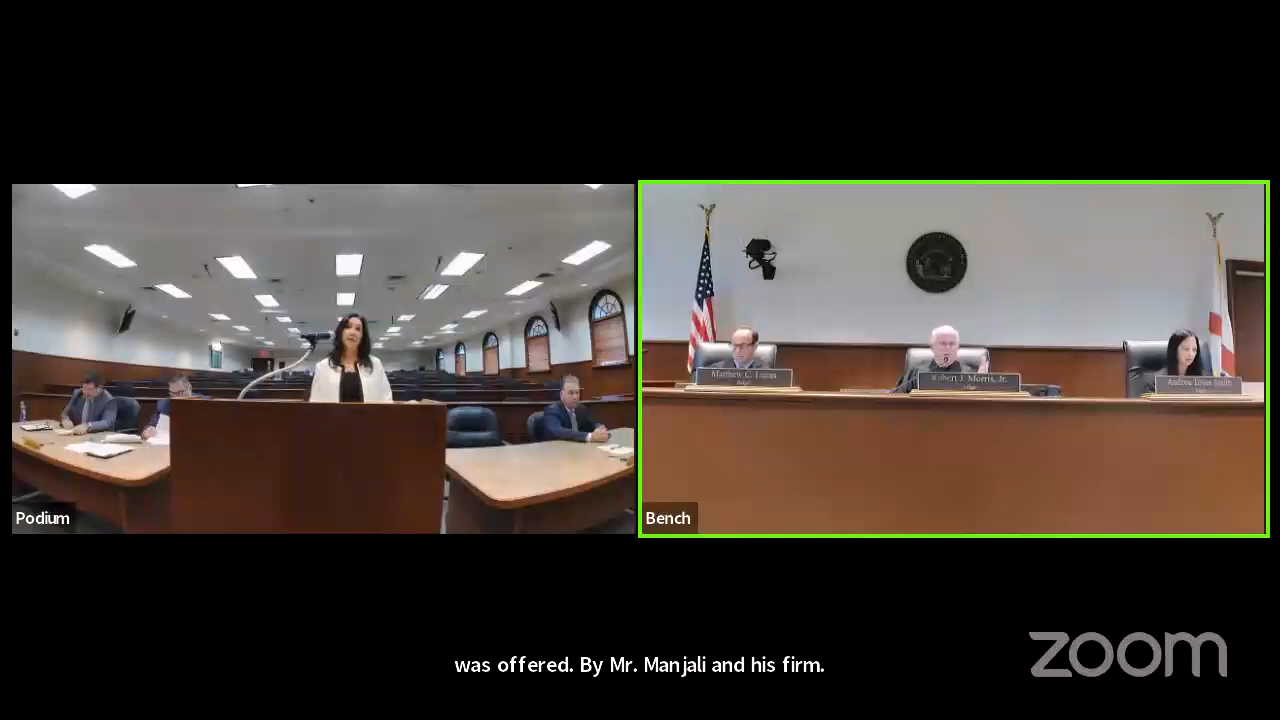 Matthew C. Lucas
Robert J. Morris, Jr.
Judge
Andrea Teves Smith
Podium
Bench
was offered. By Mr. Manjali and his firm.
zoom